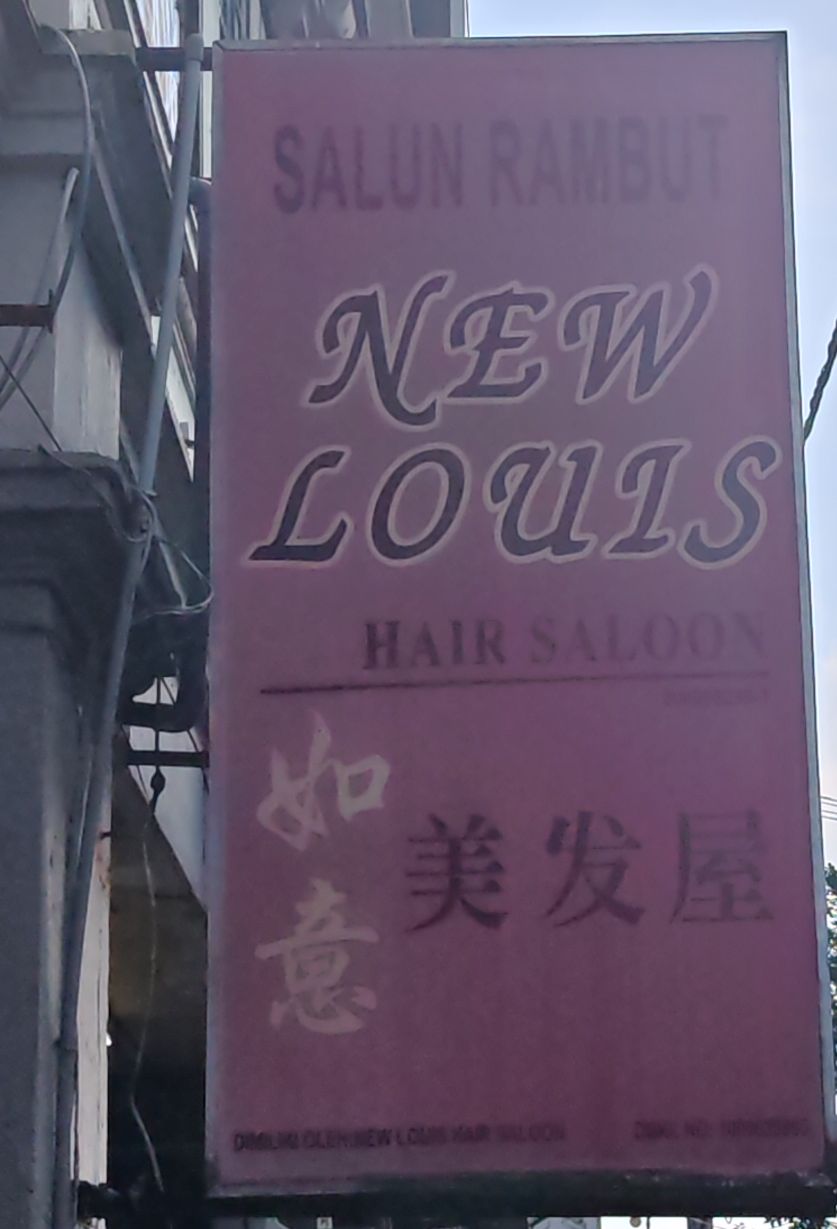 SALUN RAMBUT
NEW
LOUIS
HAIR SALOON
如意
美发屋
DIMILIKI OLEH:NEW LOUIS HAIR SALOON